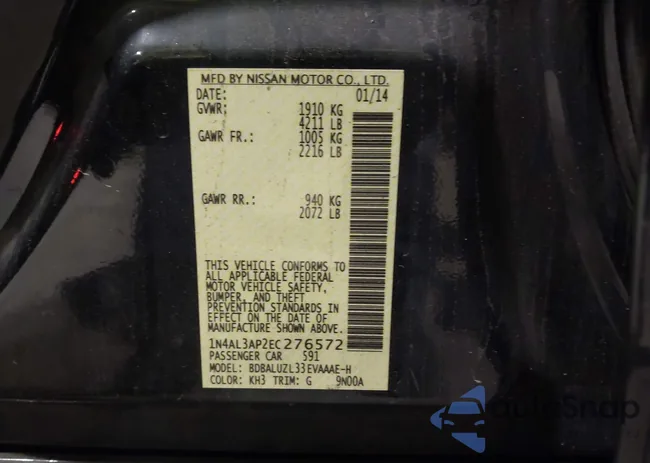 MFD BY NISSAN MOTOR CO., LTD.
DATE: 01/14
GVWR: 1910 KG
4211 LB
GAWR FR.: 1005 KG
2216 LB
GAWR RR.: 940 KG
2072 LB
THIS VEHICLE CONFORMS TO
ALL APPLICABLE FEDERAL
MOTOR VEHICLE SAFETY,
BUMPER, AND THEFT
PREVENTION STANDARDS IN
EFFECT ON THE DATE OF
MANUFACTURE SHOWN ABOVE.
1N4AL3AP2EC276572
PASSENGER CAR 591
MODEL: BDBALUZL33EVAAAE-H
COLOR: KH3 TRIM: G 9N00A
AutoSnap